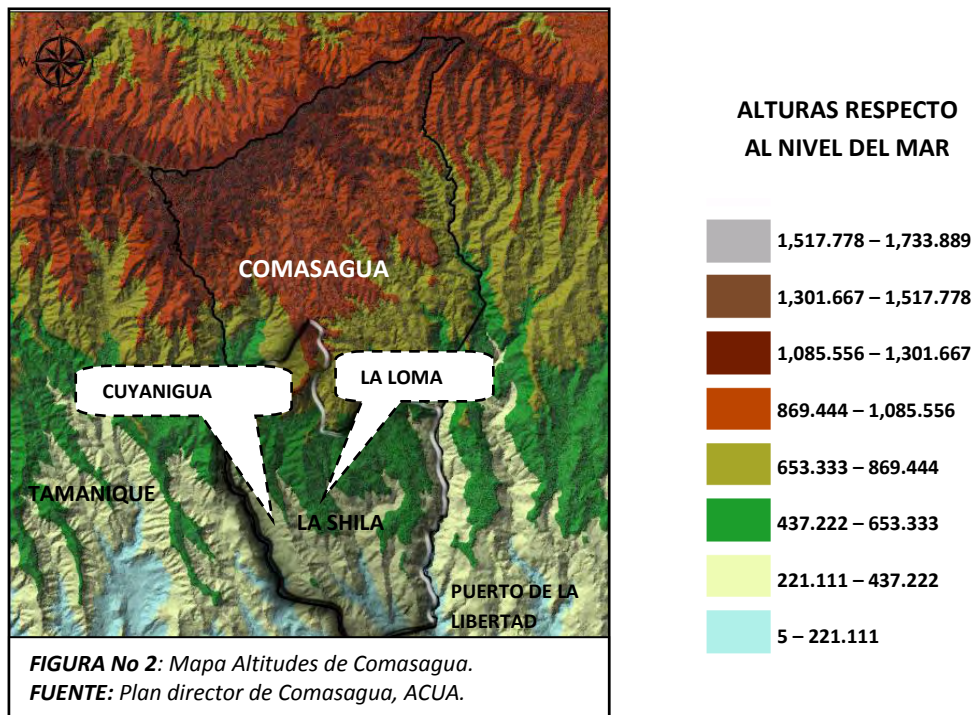 N
W
S
COMASAGUA
CUYANIGUA
LA LOMA
TAMANIQUE
LA SHILA
PUERTO DE LA
LIBERTAD
FIGURA No 2: Mapa Altitudes de Comasagua.
FUENTE: Plan director de Comasagua, ACUA.
ALTURAS RESPECTO
AL NIVEL DEL MAR
1,517.778 – 1,733.889
1,301.667 – 1,517.778
1,085.556 – 1,301.667
869.444 – 1,085.556
653.333 – 869.444
437.222 – 653.333
221.111 – 437.222
5 – 221.111